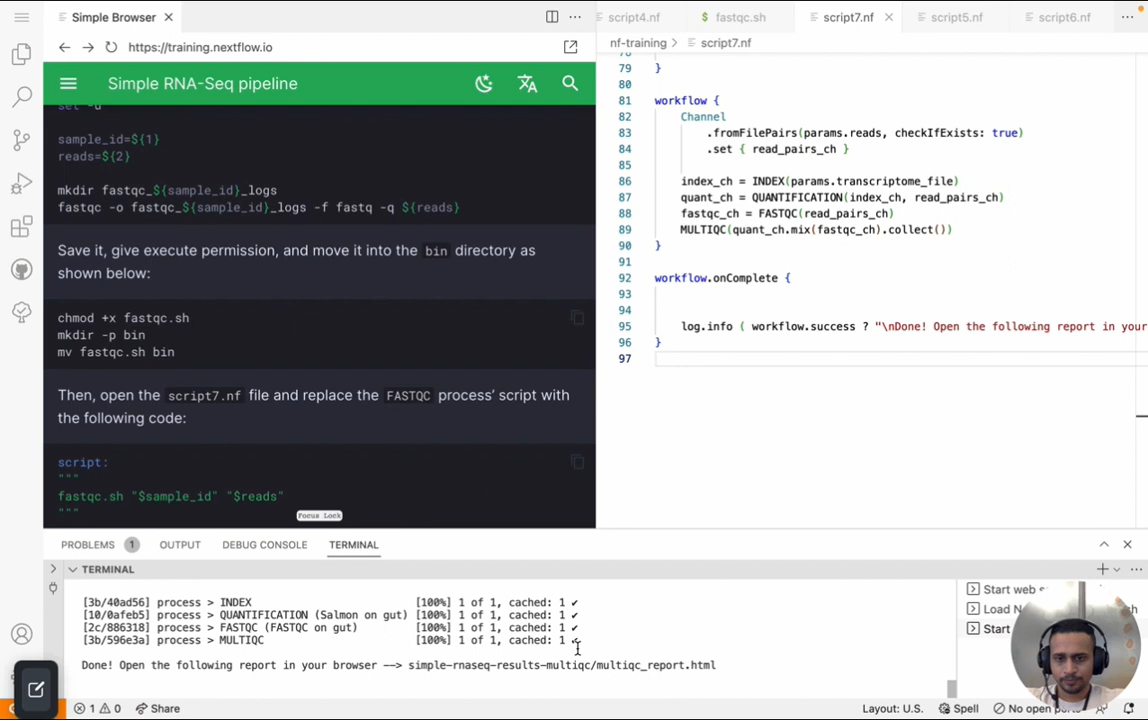 Simple Browser
https://training.nextflow.io
Simple RNA-Seq pipeline
set -u
sample_id=${1}
reads=${2}
mkdir fastqc_${sample_id}_logs
fastqc -o fastqc_${sample_id}_logs -f fastq -q ${reads}
Save it, give execute permission, and move it into the bin directory as
shown below:
chmod +x fastqc.sh
mkdir -p bin
mv fastqc.sh bin
Then, open the script7.nf file and replace the FASTQC process’ script with
the following code:
script:
"""
fastqc.sh "$sample_id" "$reads"
"""
Focus Lock
script4.nf fastqc.sh script7.nf script5.nf script6.nf
nf-training > script7.nf
79 }
80
81 workflow {
82 Channel
83 .fromFilePairs(params.reads, checkIfExists: true)
84 .set { read_pairs_ch }
85
86 index_ch = INDEX(params.transcriptome_file)
87 quant_ch = QUANTIFICATION(index_ch, read_pairs_ch)
88 fastqc_ch = FASTQC(read_pairs_ch)
89 MULTIQC(quant_ch.mix(fastqc_ch).collect())
90 }
91
92 workflow.onComplete {
93
94
95 log.info ( workflow.success ? "\nDone! Open the following report in your
96 }
97
PROBLEMS 1 OUTPUT DEBUG CONSOLE TERMINAL
TERMINAL
[3b/40ad56] process > INDEX [100%] 1 of 1, cached: 1 ✔
[10/0afeb5] process > QUANTIFICATION (Salmon on gut) [100%] 1 of 1, cached: 1 ✔
[2c/886318] process > FASTQC (FASTQC on gut) [100%] 1 of 1, cached: 1 ✔
[3b/596e3a] process > MULTIQC [100%] 1 of 1, cached: 1 ✔
Done! Open the following report in your browser --> simple-rnaseq-results-multiqc/multiqc_report.html
Start web s
Load N
Start
1 0 Share
Layout: U.S. Spell No open